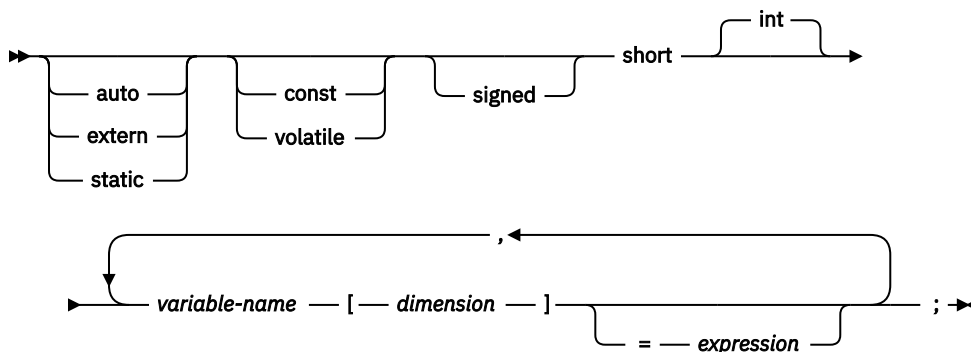 int
short
auto const signed
extern volatile
static
,
variable-name [ dimension ] ;
= expression